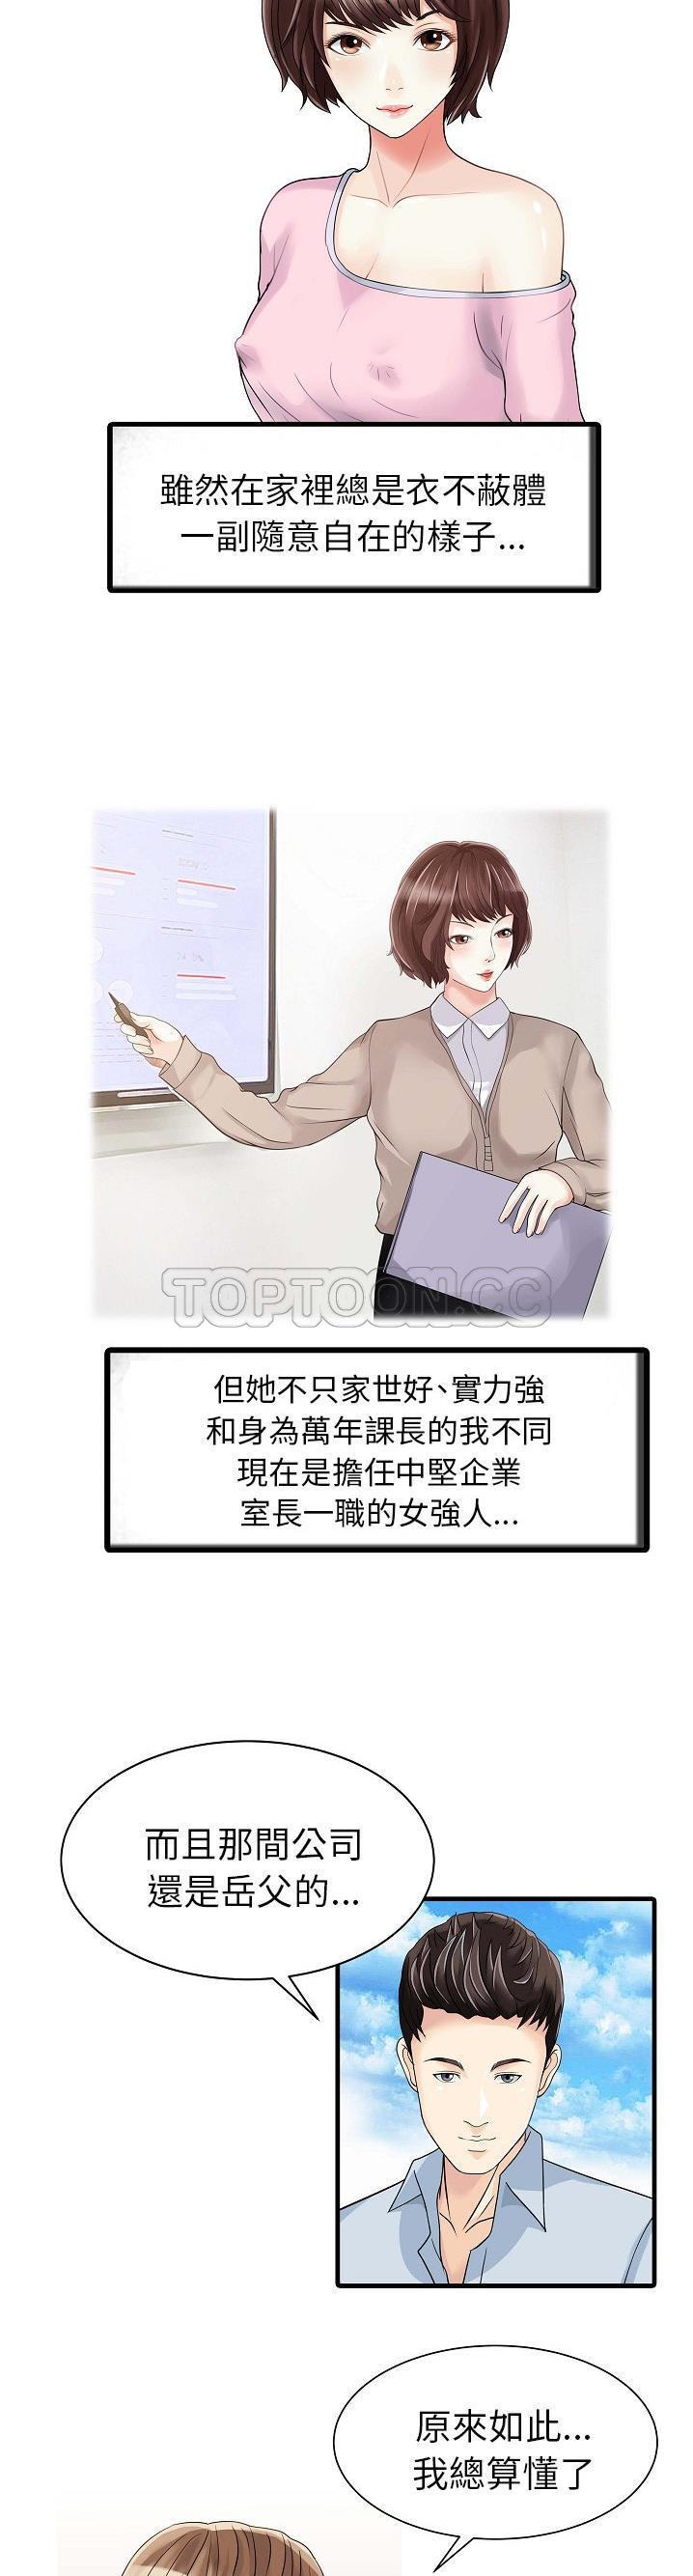 雖然在家裡總是衣不蔽體
一副隨意自在的樣子...
TOPTOON.CC
但她不只家世好、實力強
和身為萬年課長的我不同
現在是擔任中堅企業
室長一職的女強人...
而且那間公司
還是岳父的...
原來如此...
我總算懂了